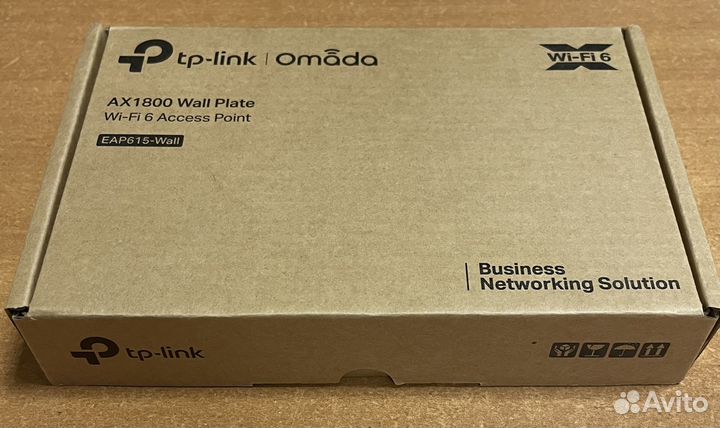 tp-link | omada
Wi-Fi 6
AX1800 Wall Plate
Wi-Fi 6 Access Point
EAP615-Wall
Business
Networking Solution
tp-link
Avito